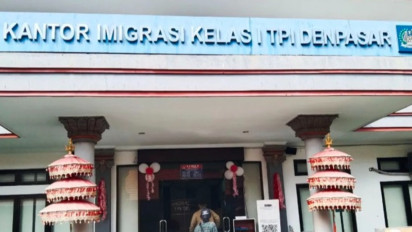 KANTOR IMIGRASI KELAS I TPI DENPASAR